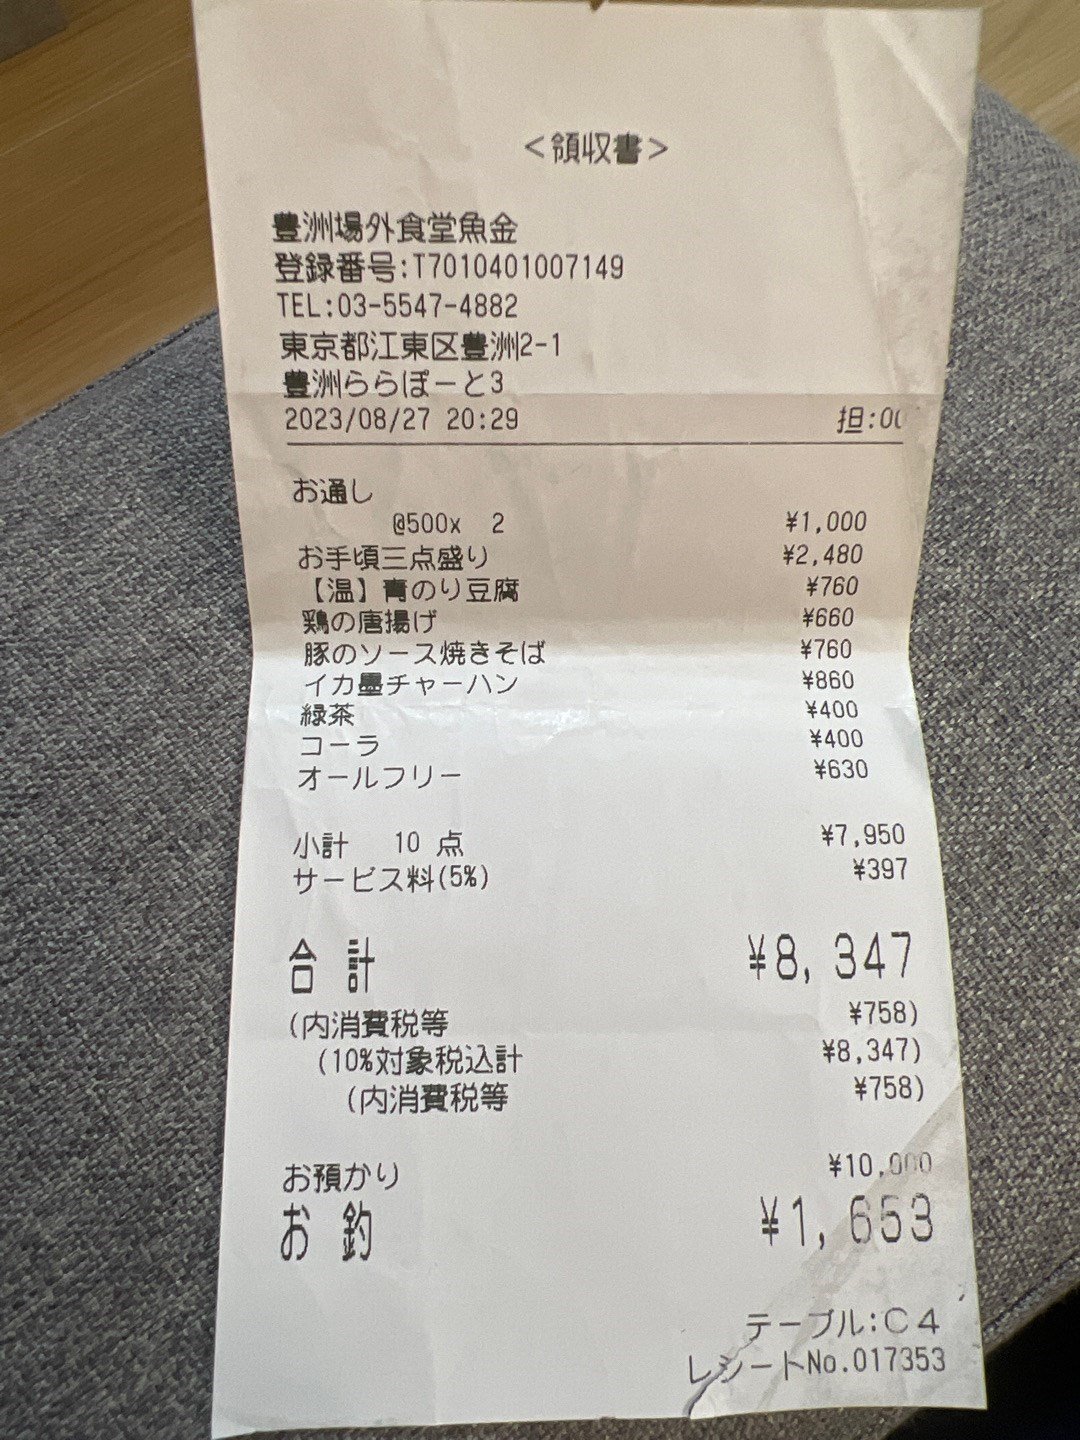 <領収書>
豊洲場外食堂魚金
登録番号:T7010401007149
TEL:03-5547-4882
東京都江東区豊洲2-1
豊洲ららぽーと3
2023/08/27 20:29 担:00
お通し
@500x 2 ¥1,000
お手頃三点盛り ¥2,480
【温】青のり豆腐 ¥760
鶏の唐揚げ ¥660
豚のソース焼きそば ¥760
イカ墨チャーハン ¥860
緑茶 ¥400
コーラ ¥400
オールフリー ¥630
小計 10 点 ¥7,950
サービス料(5%) ¥397
合計 ¥8,347
(内消費税等 ¥758)
(10%対象税込計 ¥8,347)
(内消費税等 ¥758)
お預かり ¥10,000
お釣 ¥1,653
テーブル:C4
レシートNo.017353